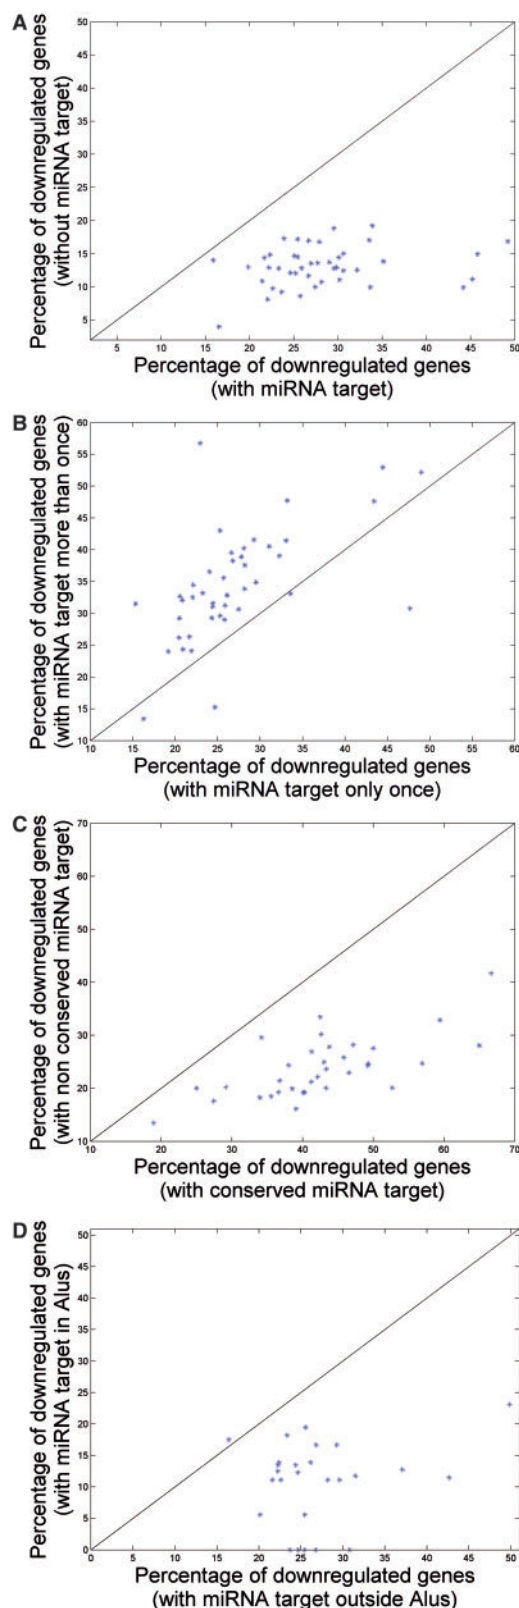 A
Percentage of downregulated genes
(without miRNA target)
50
45
40
35
30
25
20
15
10
5
5 10 15 20 25 30 35 40 45 50
Percentage of downregulated genes
(with miRNA target)
B
Percentage of downregulated genes
(with miRNA target more than once)
60
55
50
45
40
35
30
25
20
15
10
10 15 20 25 30 35 40 45 50 55 60
Percentage of downregulated genes
(with miRNA target only once)
C
Percentage of downregulated genes
(with non conserved miRNA target)
70
60
50
40
30
20
10
10 20 30 40 50 60 70
Percentage of downregulated genes
(with conserved miRNA target)
D
Percentage of downregulated genes
(with miRNA target in Alus)
50
45
40
35
30
25
20
15
10
5
0
0 5 10 15 20 25 30 35 40 45 50
Percentage of downregulated genes
(with miRNA target outside Alus)